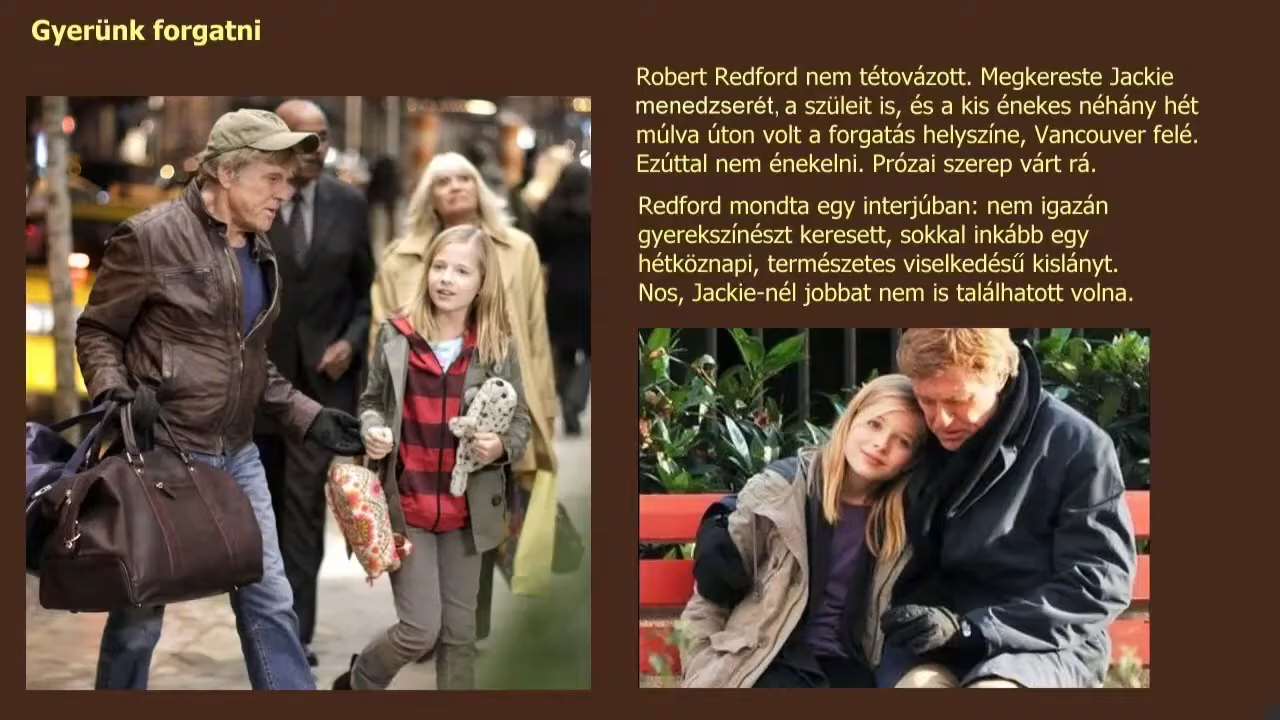 Gyerünk forgatni
Robert Redford nem tétovázott. Megkereste Jackie
menedzserét, a szüleit is, és a kis énekes néhány hét
múlva úton volt a forgatás helyszíne, Vancouver felé.
Ezúttal nem énekelni. Prózai szerep várt rá.
Redford mondta egy interjúban: nem igazán
gyerekszínészt keresett, sokkal inkább egy
hétköznapi, természetes viselkedésű kislányt.
Nos, Jackie-nél jobbat nem is találhatott volna.